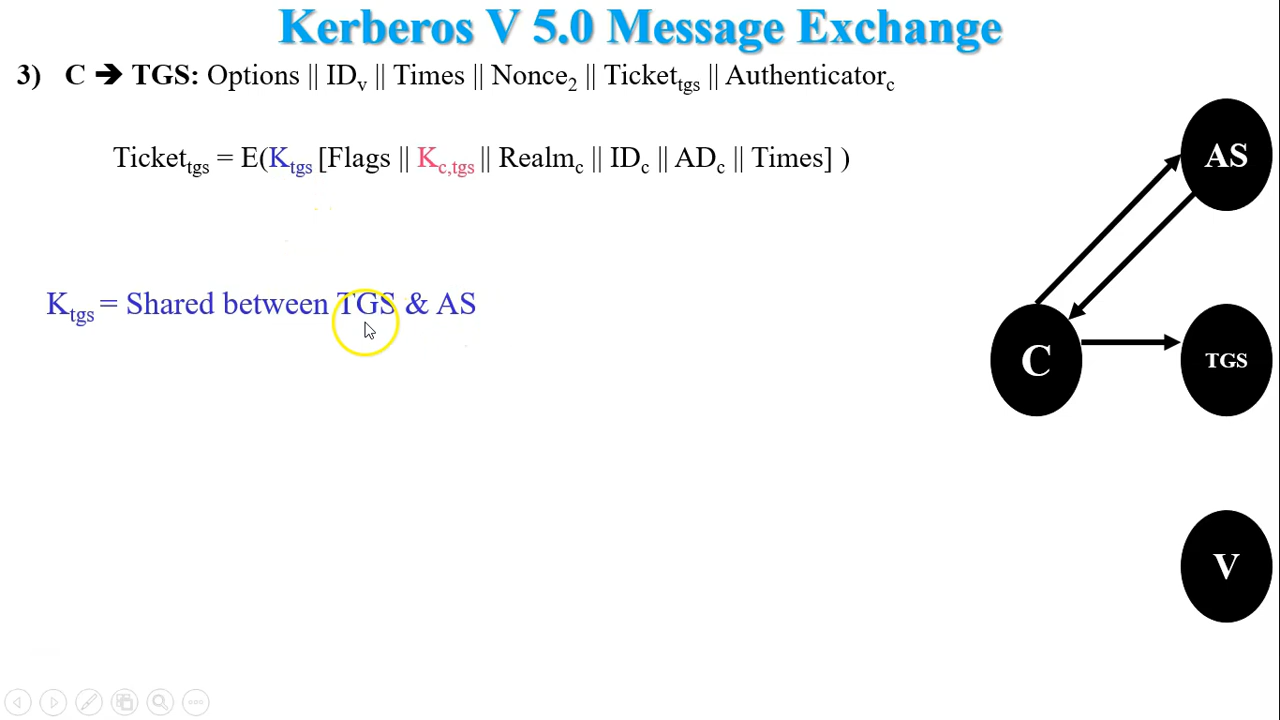 Kerberos V 5.0 Message Exchange
3) C ➔ TGS: Options || IDv || Times || Nonce2 || Tickettgs || Authenticatorc
Tickettgs = E(Ktgs [Flags || Kc,tgs || Realmc || IDc || ADc || Times] )
Ktgs = Shared between TGS & AS
AS
C
TGS
V